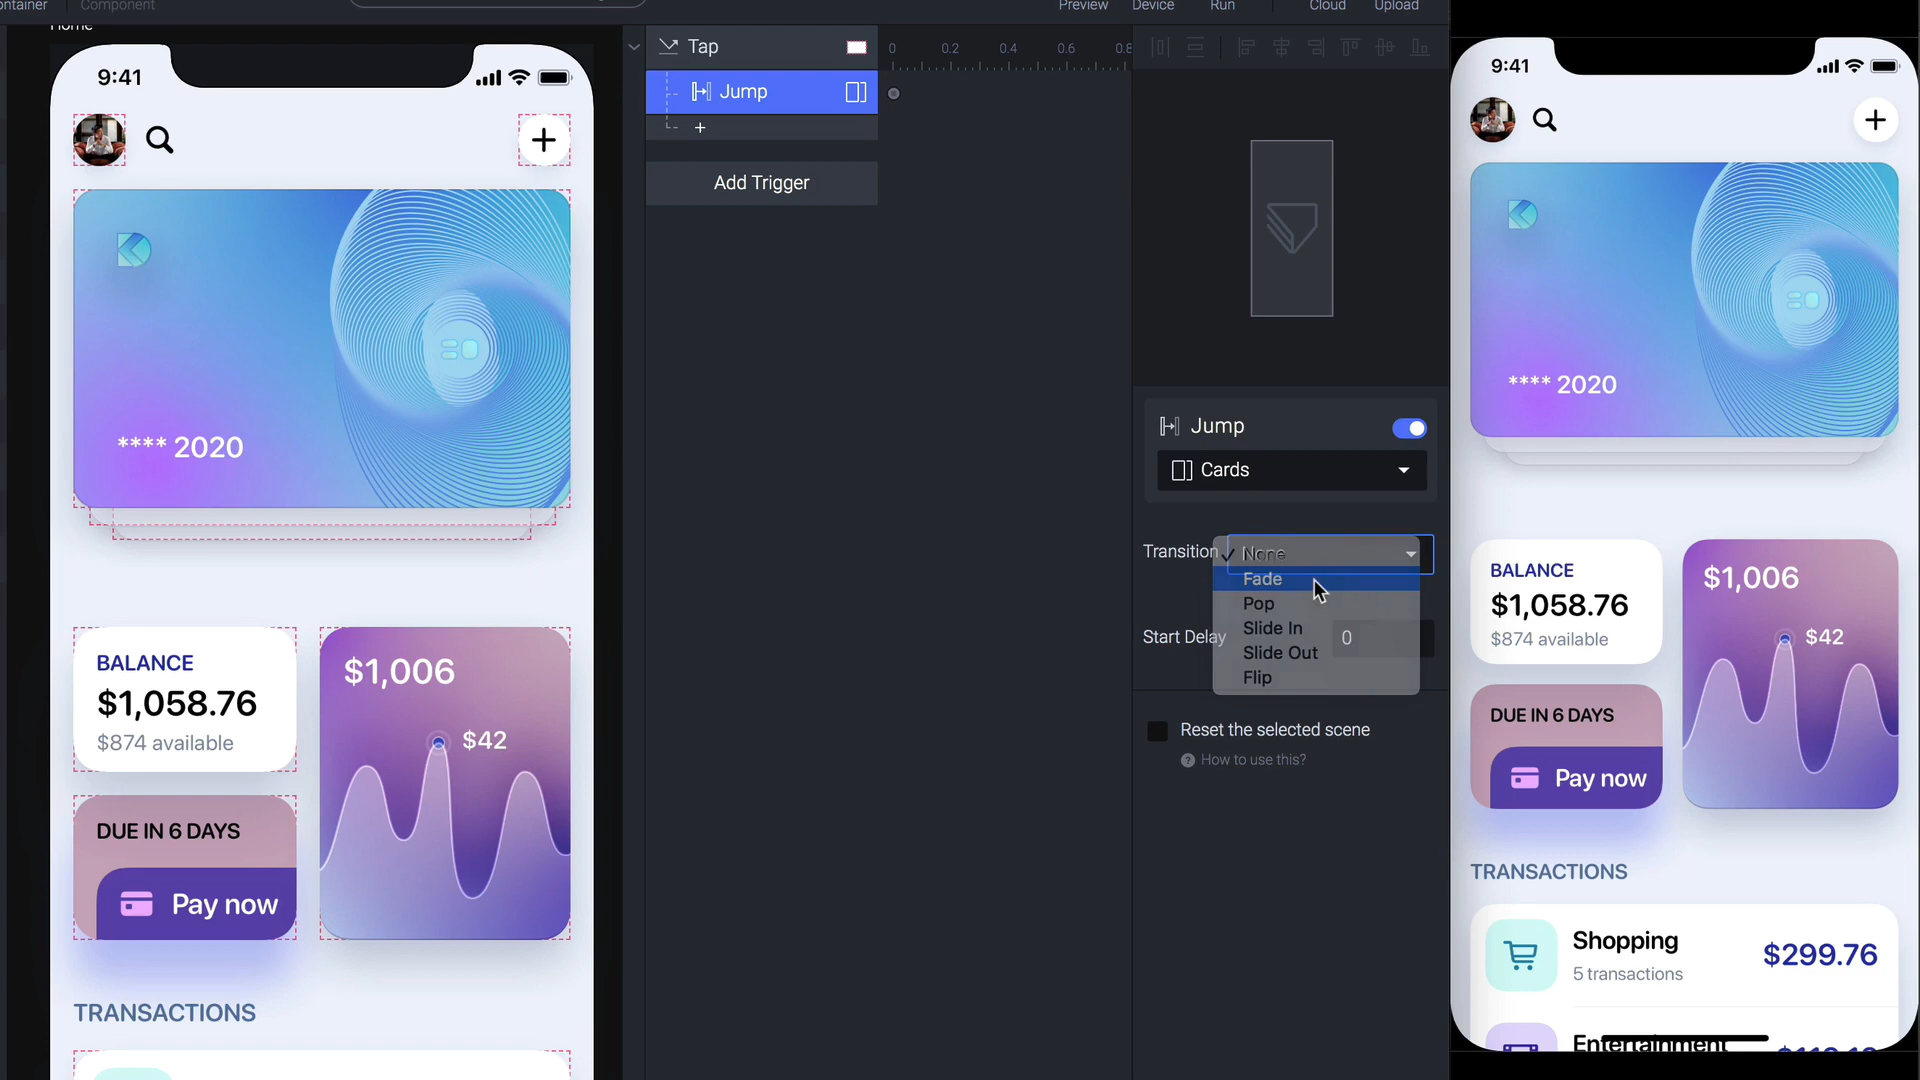 Component
Preview
Device
Run
Cloud
Upload
Home
9:41
**** 2020
BALANCE
$1,058.76
$874 available
$1,006
$42
DUE IN 6 DAYS
Pay now
TRANSACTIONS
Tap
Jump
+
Add Trigger
0
0.2
0.4
0.6
0.8
Jump
Cards
Transition
None
Fade
Pop
Slide In
Slide Out
Flip
Start Delay
0
Reset the selected scene
? How to use this?
9:41
**** 2020
BALANCE
$1,058.76
$874 available
$1,006
$42
DUE IN 6 DAYS
Pay now
TRANSACTIONS
Shopping
5 transactions
$299.76
Entertainment